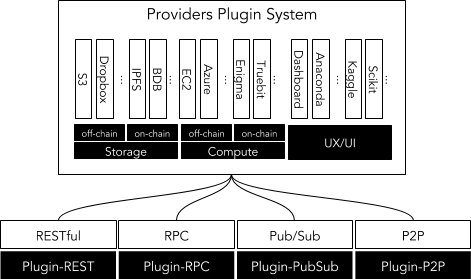 Providers Plugin System
S3
Dropbox
...
IPFS
BDB
...
EC2
Azure
...
Enigma
Truebit
...
Dashboard
Anaconda
...
Kaggle
Scikit
...
off-chain
on-chain
off-chain
on-chain
UX/UI
Storage
Compute
RESTful
RPC
Pub/Sub
P2P
Plugin-REST
Plugin-RPC
Plugin-PubSub
Plugin-P2P